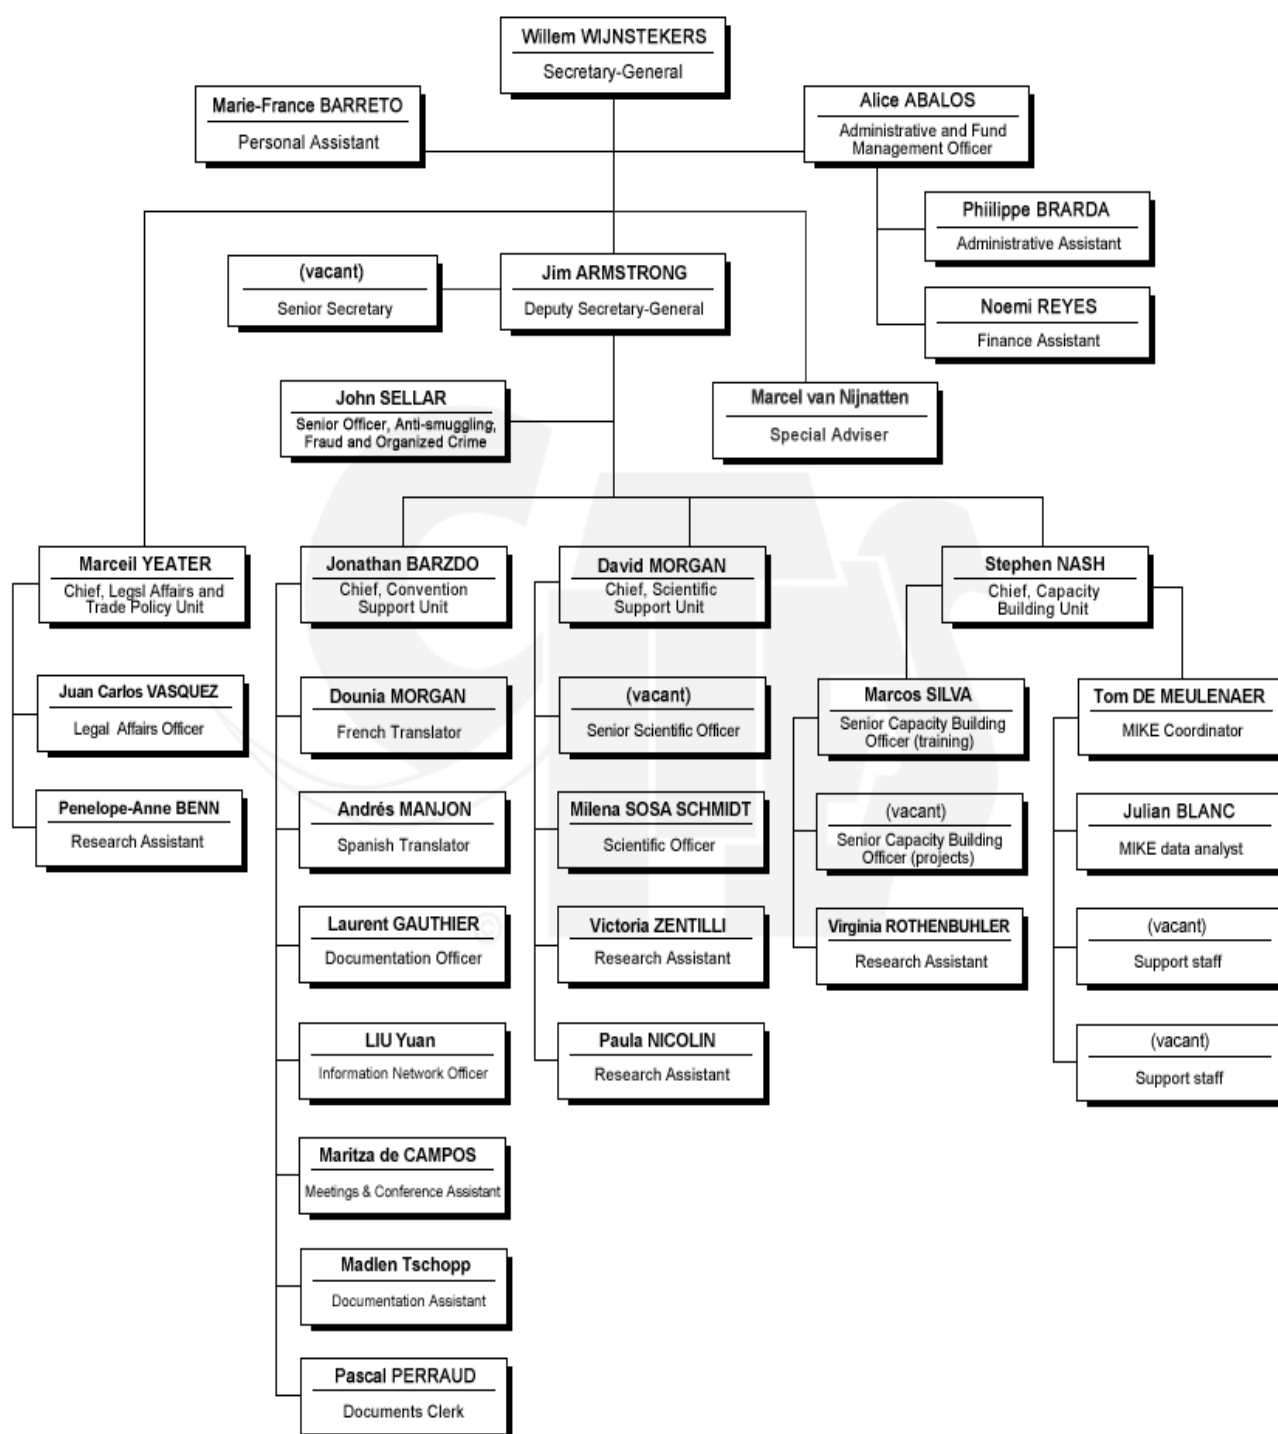 Willem WIJNSTEKERS
Secretary-General
Marie-France BARRETO
Personal Assistant
Alice ABALOS
Administrative and Fund
Management Officer
Phiilippe BRARDA
Administrative Assistant
Noemi REYES
Finance Assistant
(vacant)
Senior Secretary
Jim ARMSTRONG
Deputy Secretary-General
John SELLAR
Senior Officer, Anti-smuggling,
Fraud and Organized Crime
Marcel van Nijnatten
Special Adviser
Marceil YEATER
Chief, Legsl Affairs and
Trade Policy Unit
Juan Carlos VASQUEZ
Legal Affairs Officer
Penelope-Anne BENN
Research Assistant
Jonathan BARZDO
Chief, Convention
Support Unit
Dounia MORGAN
French Translator
Andrés MANJON
Spanish Translator
Laurent GAUTHIER
Documentation Officer
LIU Yuan
Information Network Officer
Maritza de CAMPOS
Meetings & Conference Assistant
Madlen Tschopp
Documentation Assistant
Pascal PERRAUD
Documents Clerk
David MORGAN
Chief, Scientific
Support Unit
(vacant)
Senior Scientific Officer
Milena SOSA SCHMIDT
Scientific Officer
Victoria ZENTILLI
Research Assistant
Paula NICOLIN
Research Assistant
Stephen NASH
Chief, Capacity
Building Unit
Marcos SILVA
Senior Capacity Building
Officer (training)
(vacant)
Senior Capacity Building
Officer (projects)
Virginia ROTHENBUHLER
Research Assistant
Tom DE MEULENAER
MIKE Coordinator
Julian BLANC
MIKE data analyst
(vacant)
Support staff
(vacant)
Support staff
CITES
©